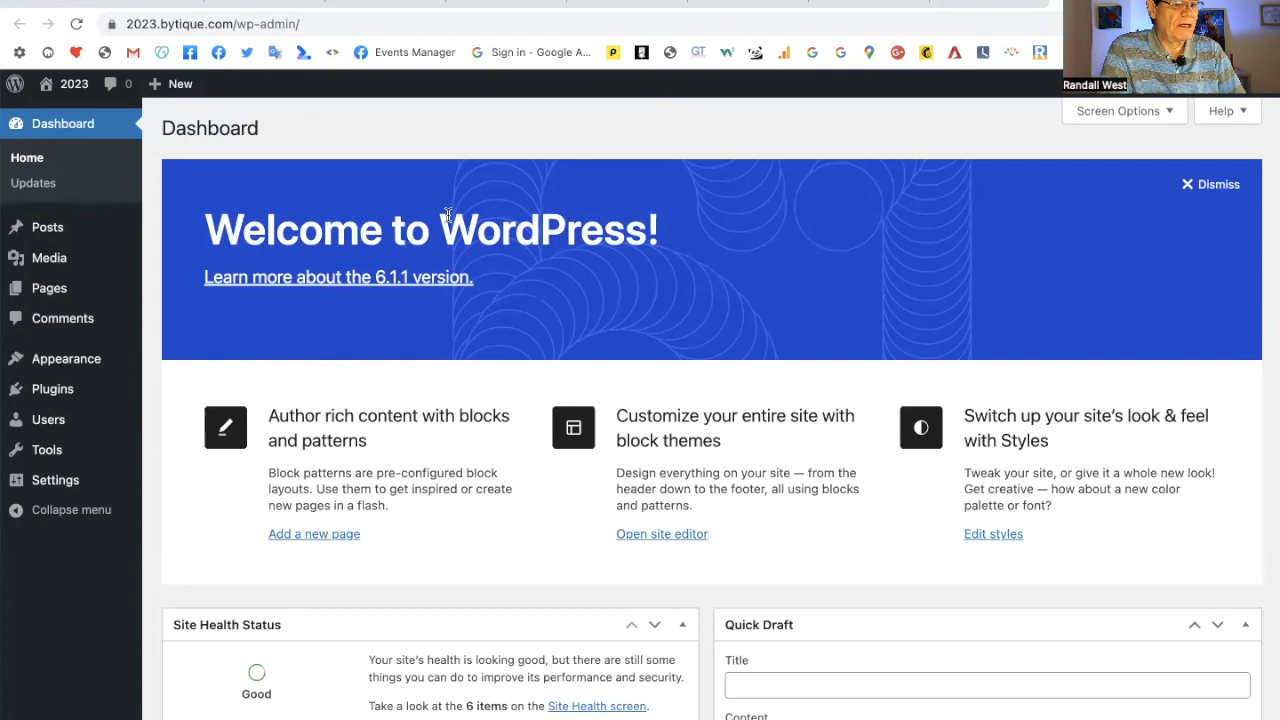 2023.bytique.com/wp-admin/
Events Manager
Sign in - Google A...
Randall West
2023
0
New
Screen Options
Help
Dashboard
Home
Updates
Posts
Media
Pages
Comments
Appearance
Plugins
Users
Tools
Settings
Collapse menu
Dashboard
Dismiss
Welcome to WordPress!
Learn more about the 6.1.1 version.
Author rich content with blocks
and patterns
Block patterns are pre-configured block
layouts. Use them to get inspired or create
new pages in a flash.
Add a new page
Customize your entire site with
block themes
Design everything on your site — from the
header down to the footer, all using blocks
and patterns.
Open site editor
Switch up your site's look & feel
with Styles
Tweak your site, or give it a whole new look!
Get creative — how about a new color
palette or font?
Edit styles
Site Health Status
Good
Your site's health is looking good, but there are still some
things you can do to improve its performance and security.
Take a look at the 6 items on the Site Health screen.
Quick Draft
Title
Content